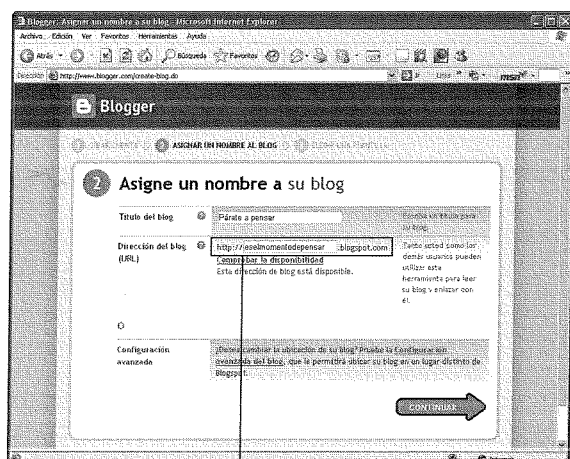 Blogger: Asigne un nombre a su blog - Microsoft Internet Explorer
Archivo Edición Ver Favoritos Herramientas Ayuda
Atrás Búsqueda Favoritos
Dirección http://www.blogger.com/create-blog.do Ir msn
Blogger
2 ASIGNAR UN NOMBRE AL BLOG
2 Asigne un nombre a su blog
Título del blog Párate a pensar Escriba un título para su blog.
Dirección del blog (URL) http://eselmomentodepensar .blogspot.com
Comprobar la disponibilidad
Esta dirección de blog está disponible.
Tanto usted como los
demás usuarios pueden
utilizar esta
herramienta para leer
su blog y enlazar con
él.
Configuración
avanzada
¿Desea cambiar la ubicación de su blog? Pruebe la Configuración
avanzada del blog, que le permitirá ubicar su blog en un lugar distinto de
Blogspot.
CONTINUAR